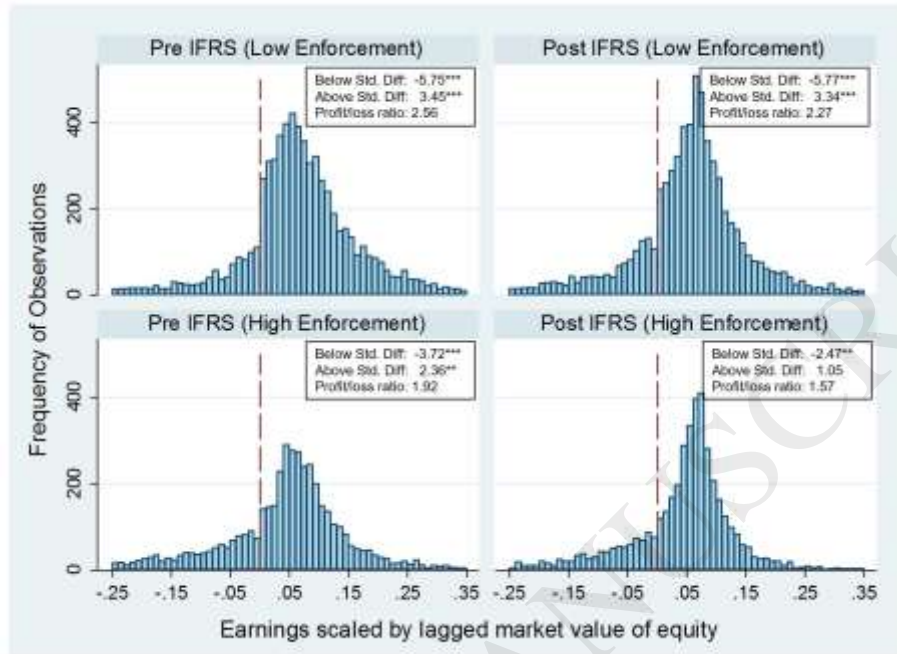 Pre IFRS (Low Enforcement)
Below Std. Diff: -5.75***
Above Std. Diff: 3.45***
Profit/loss ratio: 2.56
Post IFRS (Low Enforcement)
Below Std. Diff: -5.77***
Above Std. Diff: 3.34***
Profit/loss ratio: 2.27
Pre IFRS (High Enforcement)
Below Std. Diff: -3.72***
Above Std. Diff: 2.36**
Profit/loss ratio: 1.92
Post IFRS (High Enforcement)
Below Std. Diff: -2.47**
Above Std. Diff: 1.05
Profit/loss ratio: 1.57
Frequency of Observations
400
200
0
400
200
0
-.25 -.15 -.05 .05 .15 .25 .35
-.25 -.15 -.05 .05 .15 .25 .35
Earnings scaled by lagged market value of equity
ANUSCR